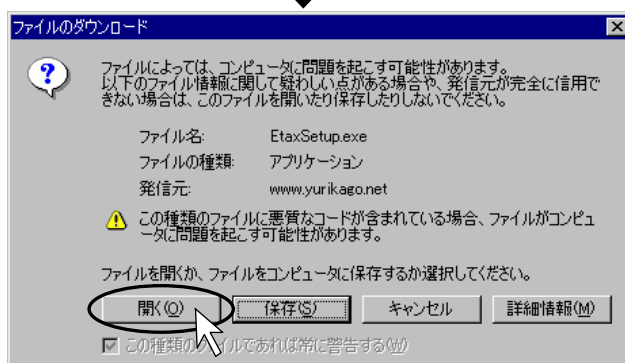 ファイルのダウンロード
ファイルによっては、コンピュータに問題を起こす可能性があります。
以下のファイル情報に関して疑わしい点がある場合や、発信元が完全に信用で
きない場合は、このファイルを開いたり保存したりしないでください。
ファイル名: EtaxSetup.exe
ファイルの種類: アプリケーション
発信元: www.yurikago.net
この種類のファイルに悪質なコードが含まれている場合、ファイルがコンピュ
ータに問題を起こす可能性があります。
ファイルを開くか、ファイルをコンピュータに保存するか選択してください。
開く(O) 保存(S) キャンセル 詳細情報(M)
この種類のファイルであれば常に警告する(W)